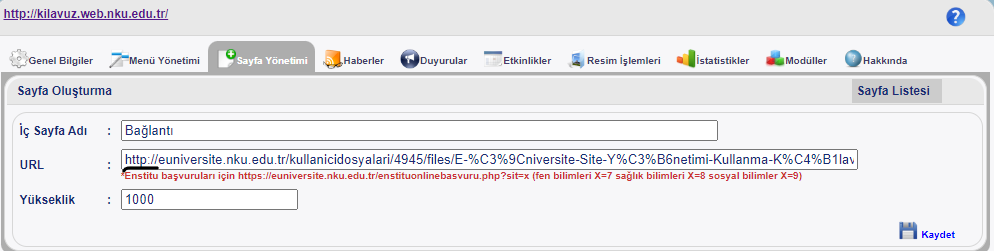 http://kilavuz.web.nku.edu.tr/
Genel Bilgiler Menü Yönetimi Sayfa Yönetimi Haberler Duyurular Etkinlikler Resim İşlemleri İstatistikler Modüller Hakkında
Sayfa Oluşturma Sayfa Listesi
İç Sayfa Adı : Bağlantı
URL : http://euniversite.nku.edu.tr/kullanicidosyalari/4945/files/E-%C3%9Cniversite-Site-Y%C3%B6netimi-Kullanma-K%C4%B1lav
*Enstitu başvuruları için https://euniversite.nku.edu.tr/enstituonlinebasvuru.php?sit=x (fen bilimleri X=7 sağlık bilimleri X=8 sosyal bilimler X=9)
Yükseklik : 1000
Kaydet